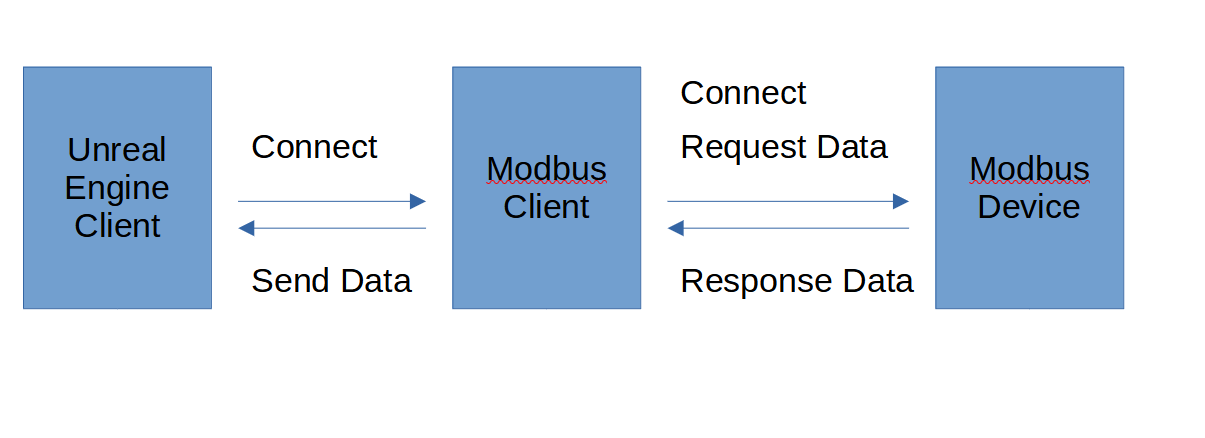 Unreal
Engine
Client
Connect
Send Data
Modbus
Client
Connect
Request Data
Response Data
Modbus
Device